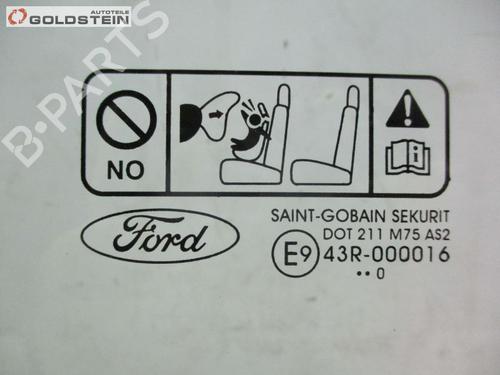 AUTOTEILE
GOLDSTEIN
B-PARTS
NO
i
Ford
SAINT-GOBAIN SEKURIT
DOT 211 M75 AS2
E9 43R-000016
•• 0